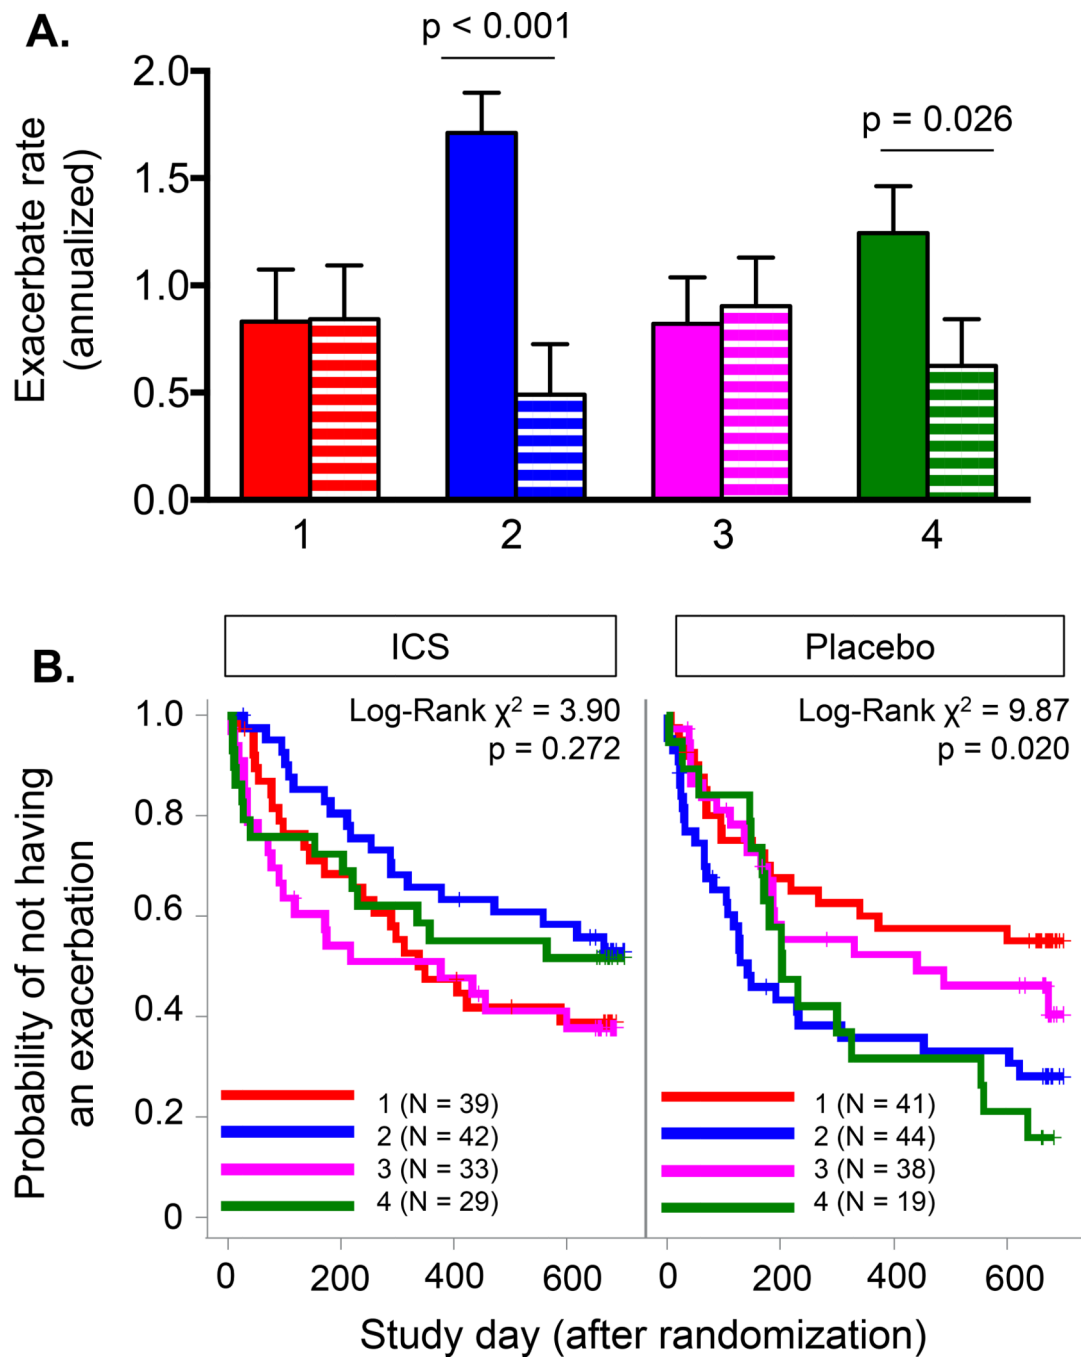 A.
p < 0.001
p = 0.026
Exacerbate rate
(annualized)
2.0
1.5
1.0
0.5
0.0
1
2
3
4
B.
ICS
Placebo
Log-Rank χ² = 3.90
p = 0.272
Log-Rank χ² = 9.87
p = 0.020
Probability of not having
an exacerbation
1.0
0.8
0.6
0.4
0.2
0
1 (N = 39)
2 (N = 42)
3 (N = 33)
4 (N = 29)
1 (N = 41)
2 (N = 44)
3 (N = 38)
4 (N = 19)
0 200 400 600
0 200 400 600
Study day (after randomization)